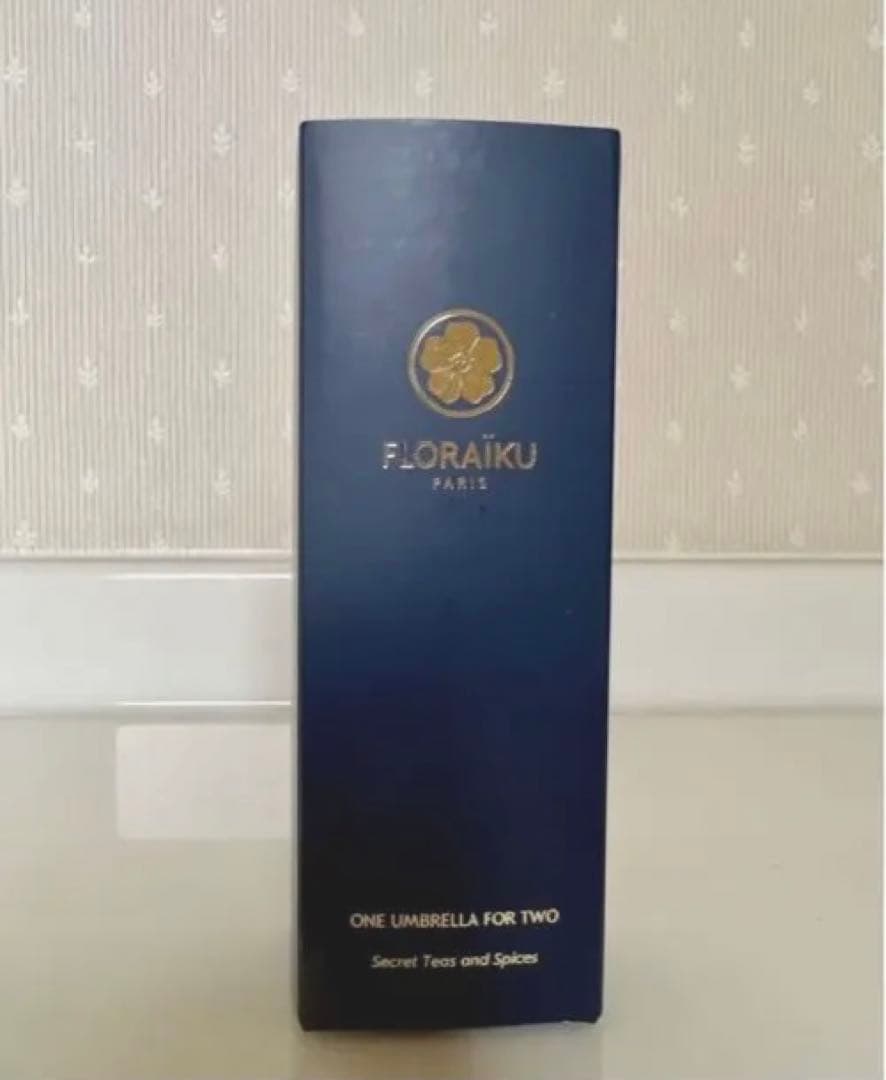 FLORAÏKU
PARIS
ONE UMBRELLA FOR TWO
Secret Teas and Spices